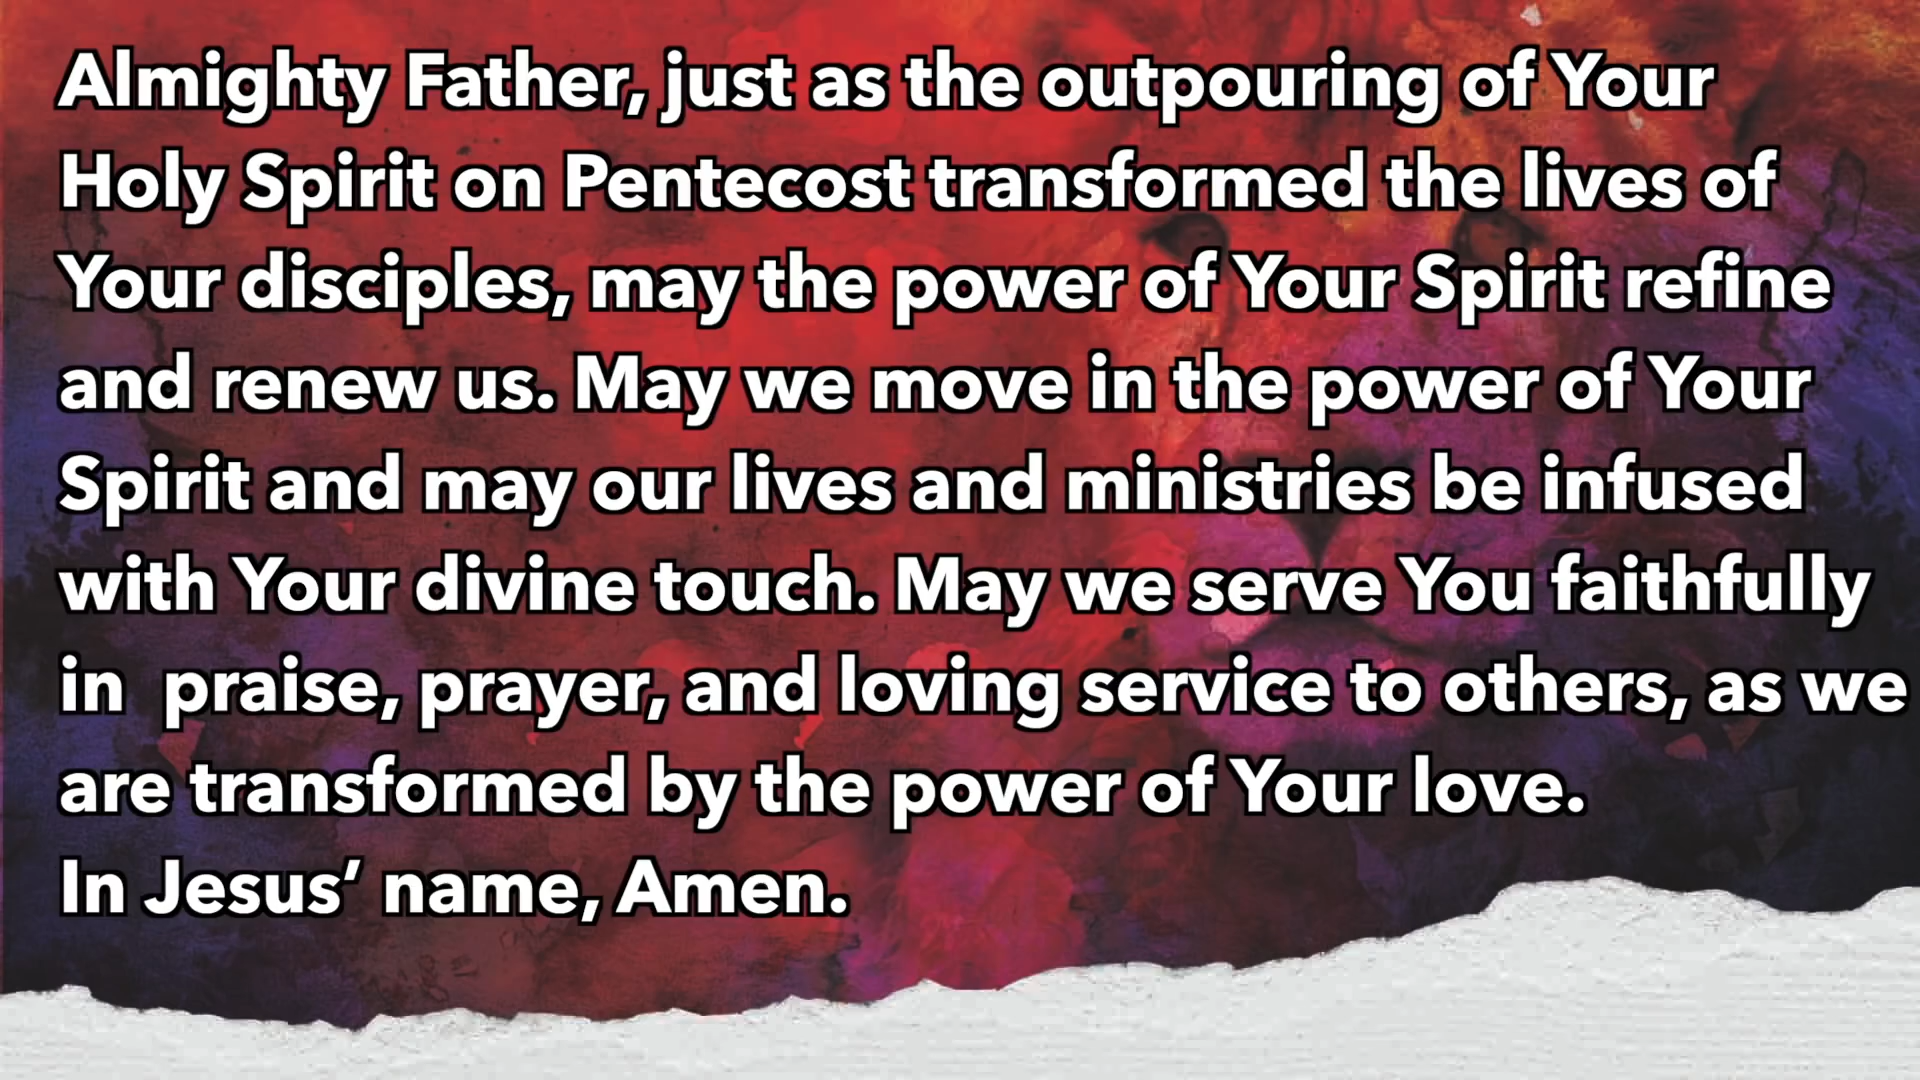 Almighty Father, just as the outpouring of Your
Holy Spirit on Pentecost transformed the lives of
Your disciples, may the power of Your Spirit refine
and renew us. May we move in the power of Your
Spirit and may our lives and ministries be infused
with Your divine touch. May we serve You faithfully
in  praise, prayer, and loving service to others, as we
are transformed by the power of Your love.
In Jesus’ name, Amen.